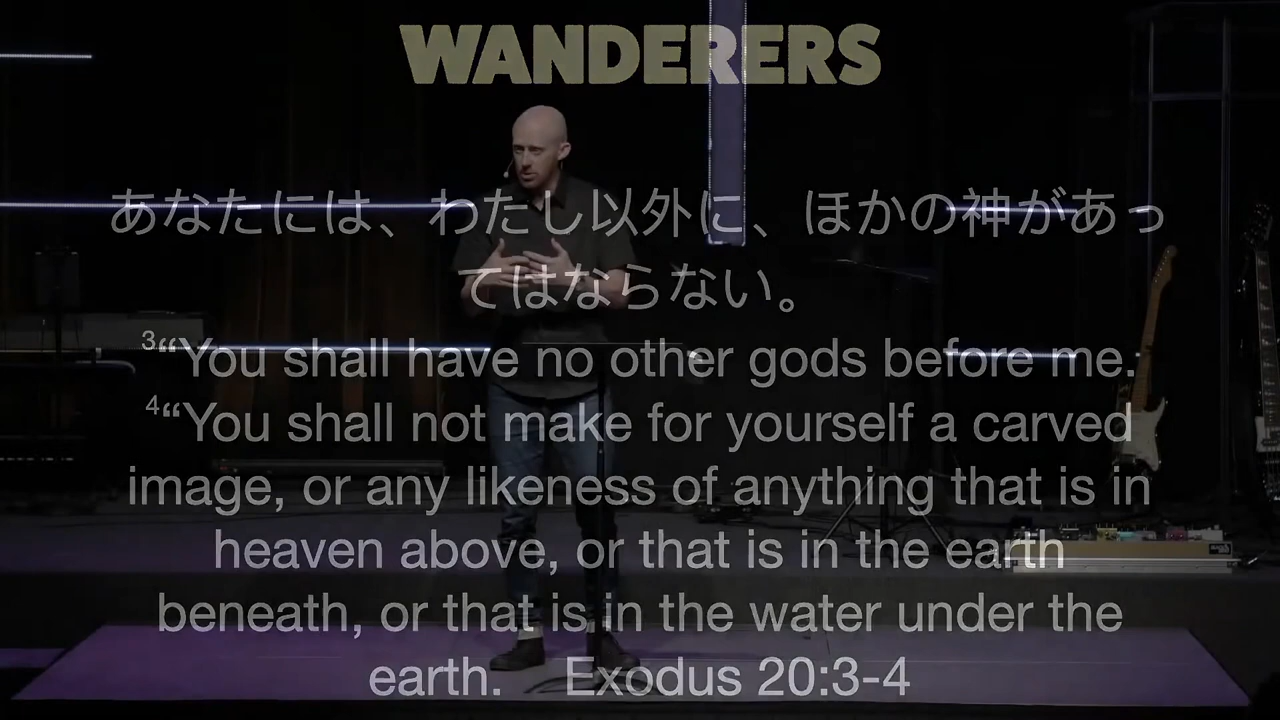 WANDERERS
あなたには、わたし以外に、ほかの神があっ
てはならない。
3“You shall have no other gods before me.
4“You shall not make for yourself a carved
image, or any likeness of anything that is in
heaven above, or that is in the earth
beneath, or that is in the water under the
earth. Exodus 20:3-4